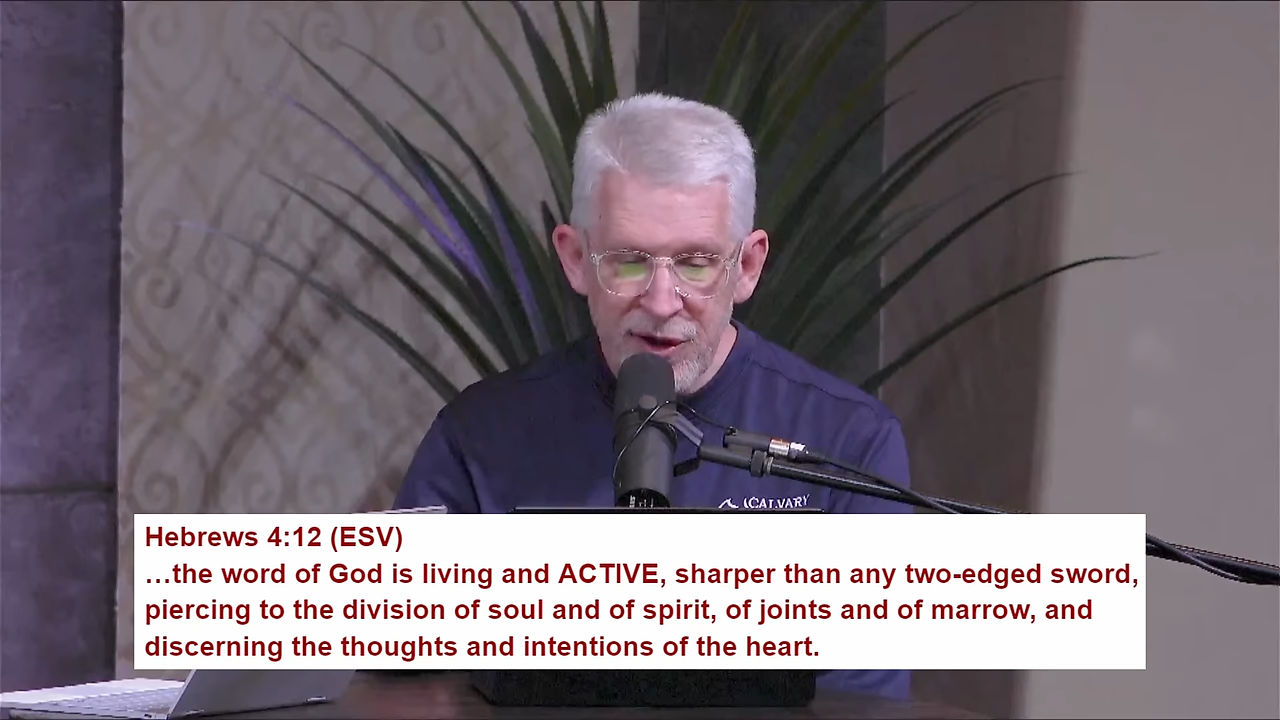 CALVARY
Hebrews 4:12 (ESV)
…the word of God is living and ACTIVE, sharper than any two-edged sword,
piercing to the division of soul and of spirit, of joints and of marrow, and
discerning the thoughts and intentions of the heart.